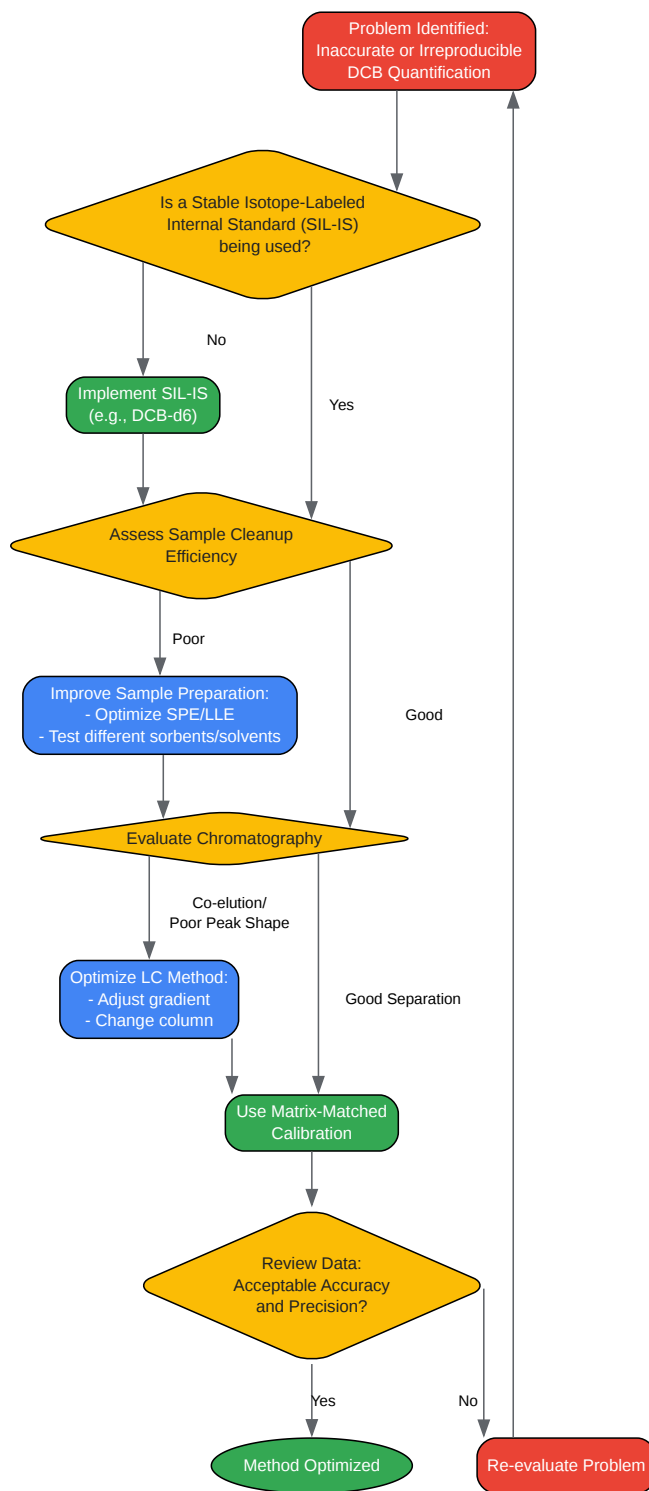 Problem Identified:
Inaccurate or Irreproducible
DCB Quantification
Is a Stable Isotope-Labeled
Internal Standard (SIL-IS)
being used?
No
Yes
Implement SIL-IS
(e.g., DCB-d6)
Assess Sample Cleanup
Efficiency
Poor
Good
Improve Sample Preparation:
- Optimize SPE/LLE
- Test different sorbents/solvents
Evaluate Chromatography
Co-elution/
Poor Peak Shape
Good Separation
Optimize LC Method:
- Adjust gradient
- Change column
Use Matrix-Matched
Calibration
Review Data:
Acceptable Accuracy
and Precision?
Yes
No
Method Optimized
Re-evaluate Problem